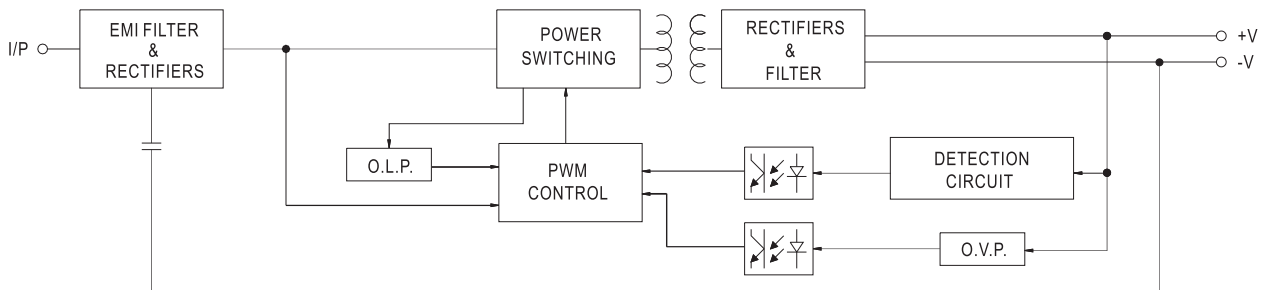 I/P
EMI FILTER
&
RECTIFIERS
POWER
SWITCHING
RECTIFIERS
&
FILTER
+V
-V
O.L.P.
PWM
CONTROL
DETECTION
CIRCUIT
O.V.P.